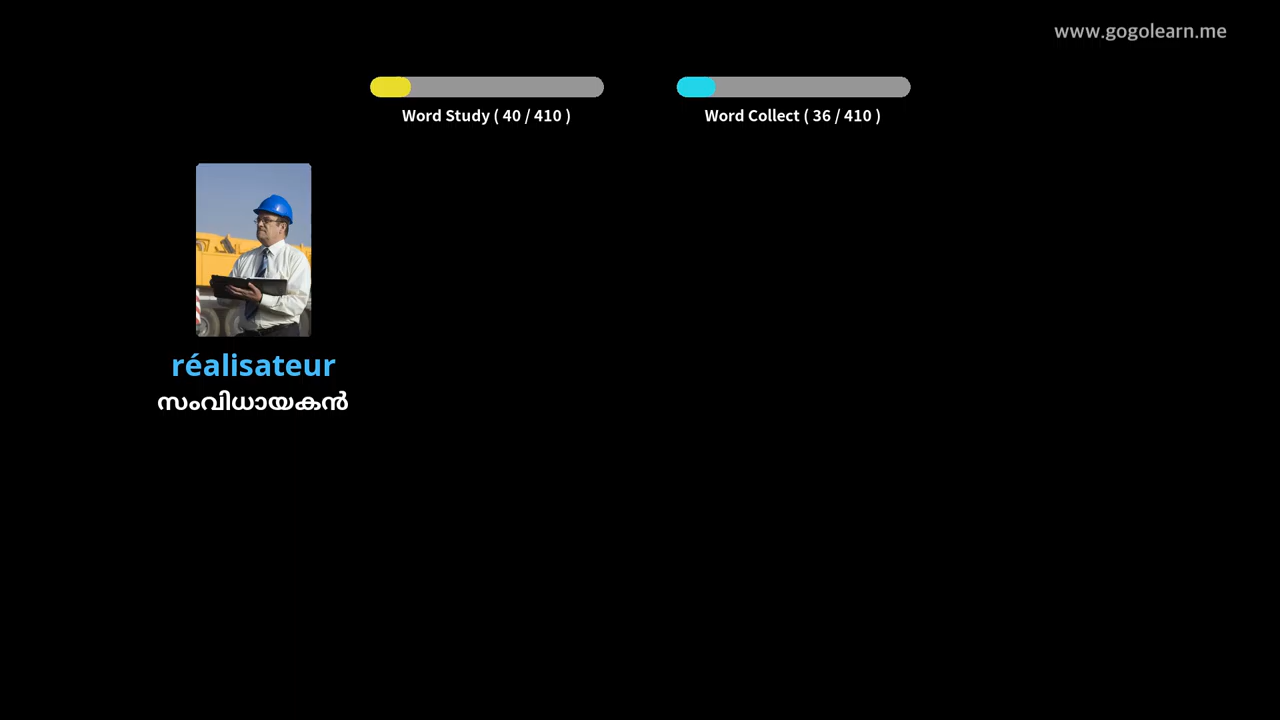 www.gogolearn.me
Word Study ( 40 / 410 )
Word Collect ( 36 / 410 )
réalisateur
സംവിധായകൻ